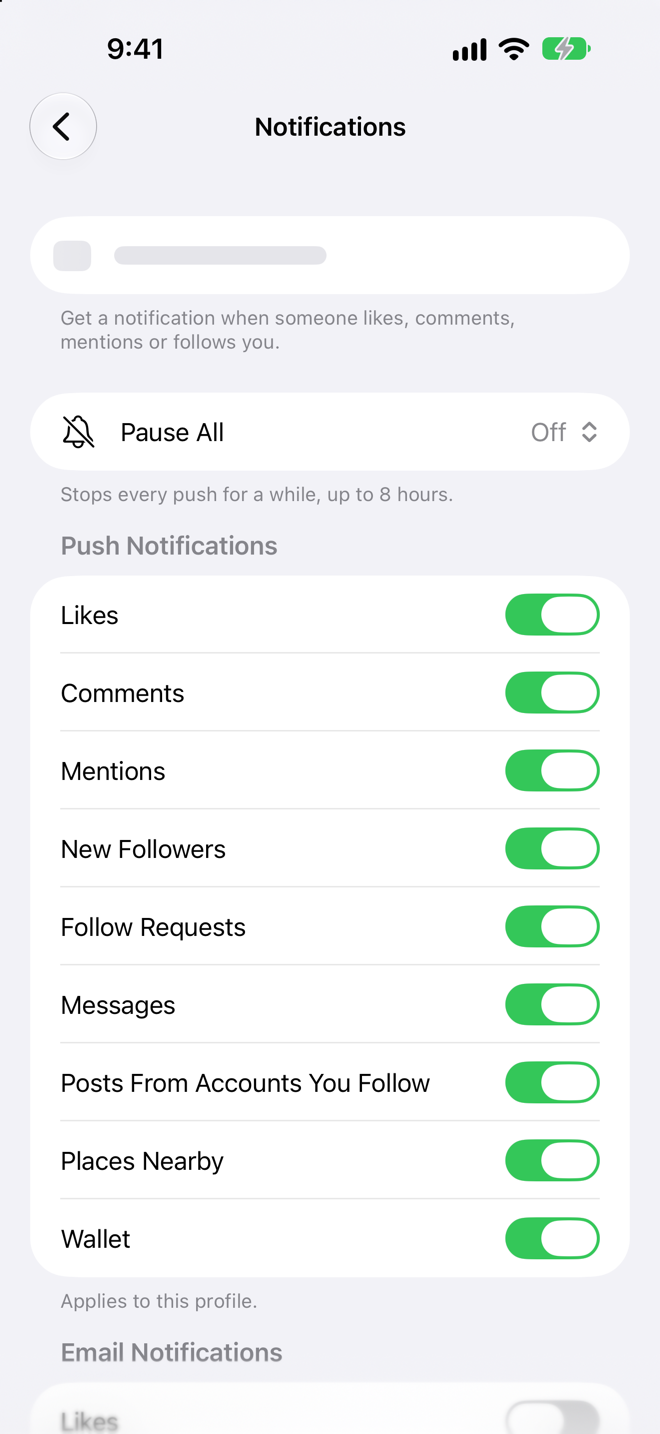 9:41
Notifications
Get a notification when someone likes, comments,
mentions or follows you.
Pause All
Off
Stops every push for a while, up to 8 hours.
Push Notifications
Likes
Comments
Mentions
New Followers
Follow Requests
Messages
Posts From Accounts You Follow
Places Nearby
Wallet
Applies to this profile.
Email Notifications
Likes